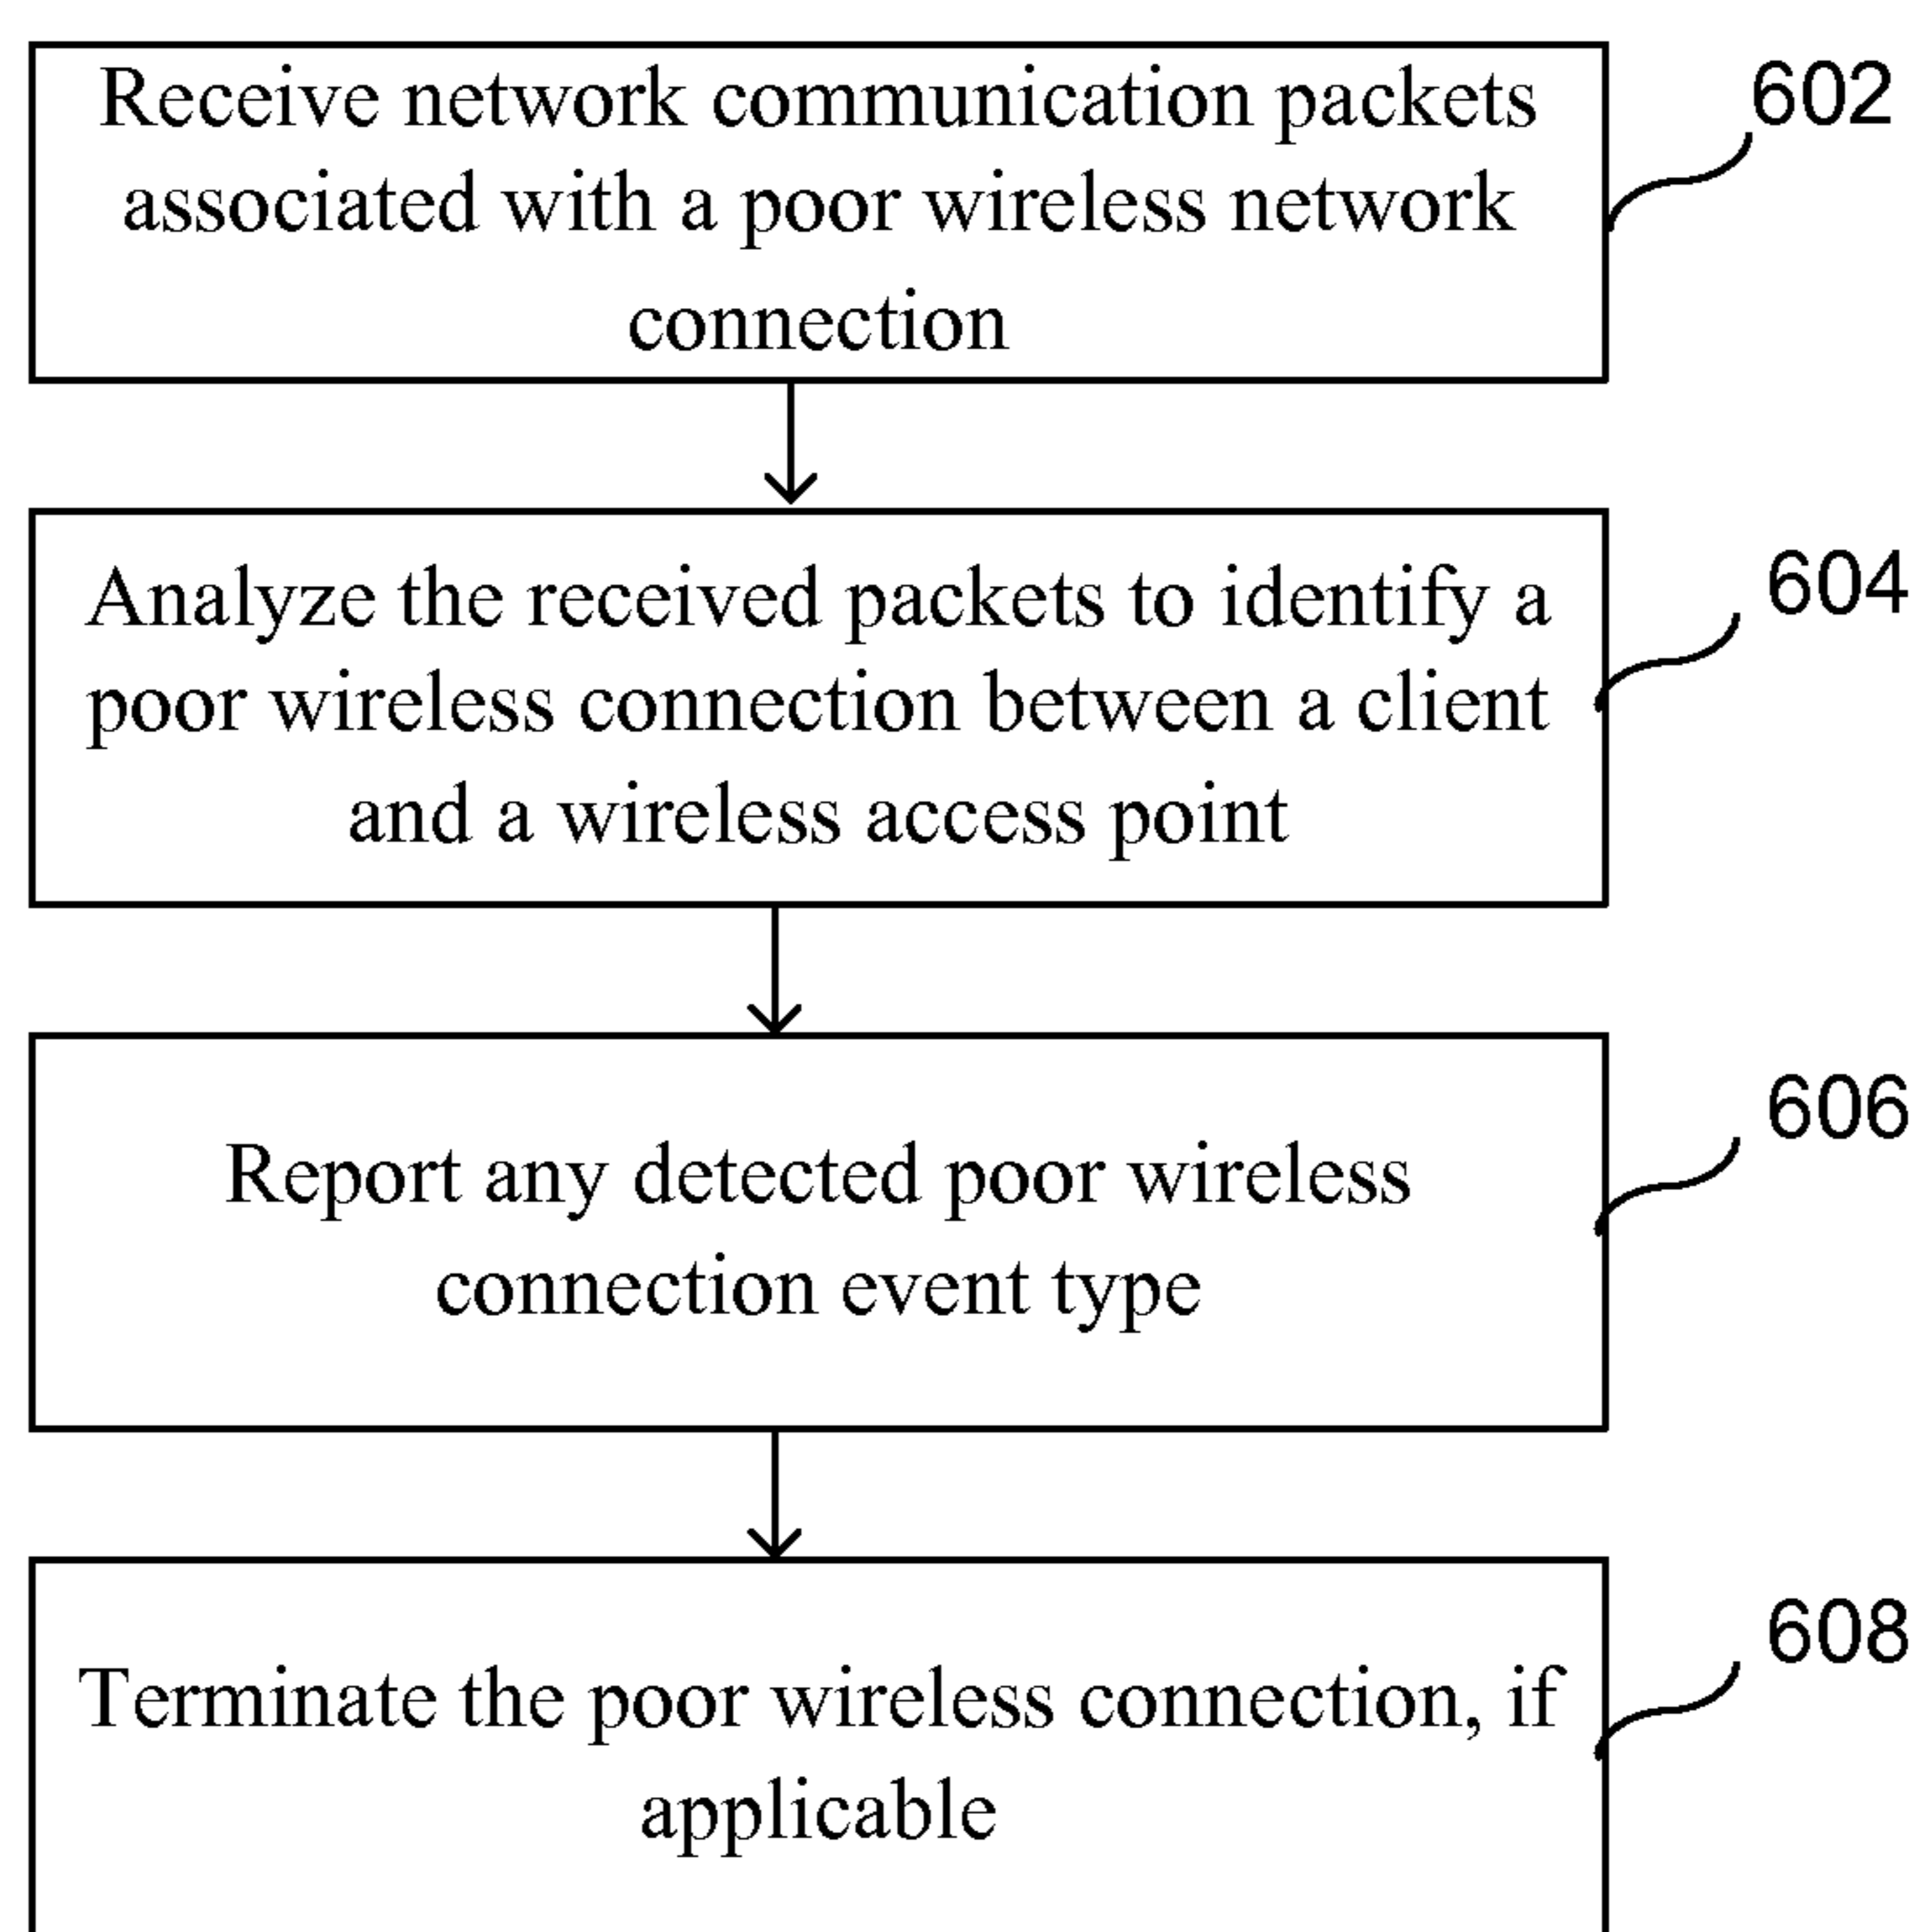 Receive network communication packets
602
associated with a poor wireless network
connection
Analyze the received packets to identify a
604
poor wireless connection between a client
and a wireless access point
606
Report any detected poor wireless
connection event type
608
Terminate the poor wireless connection, if
applicable